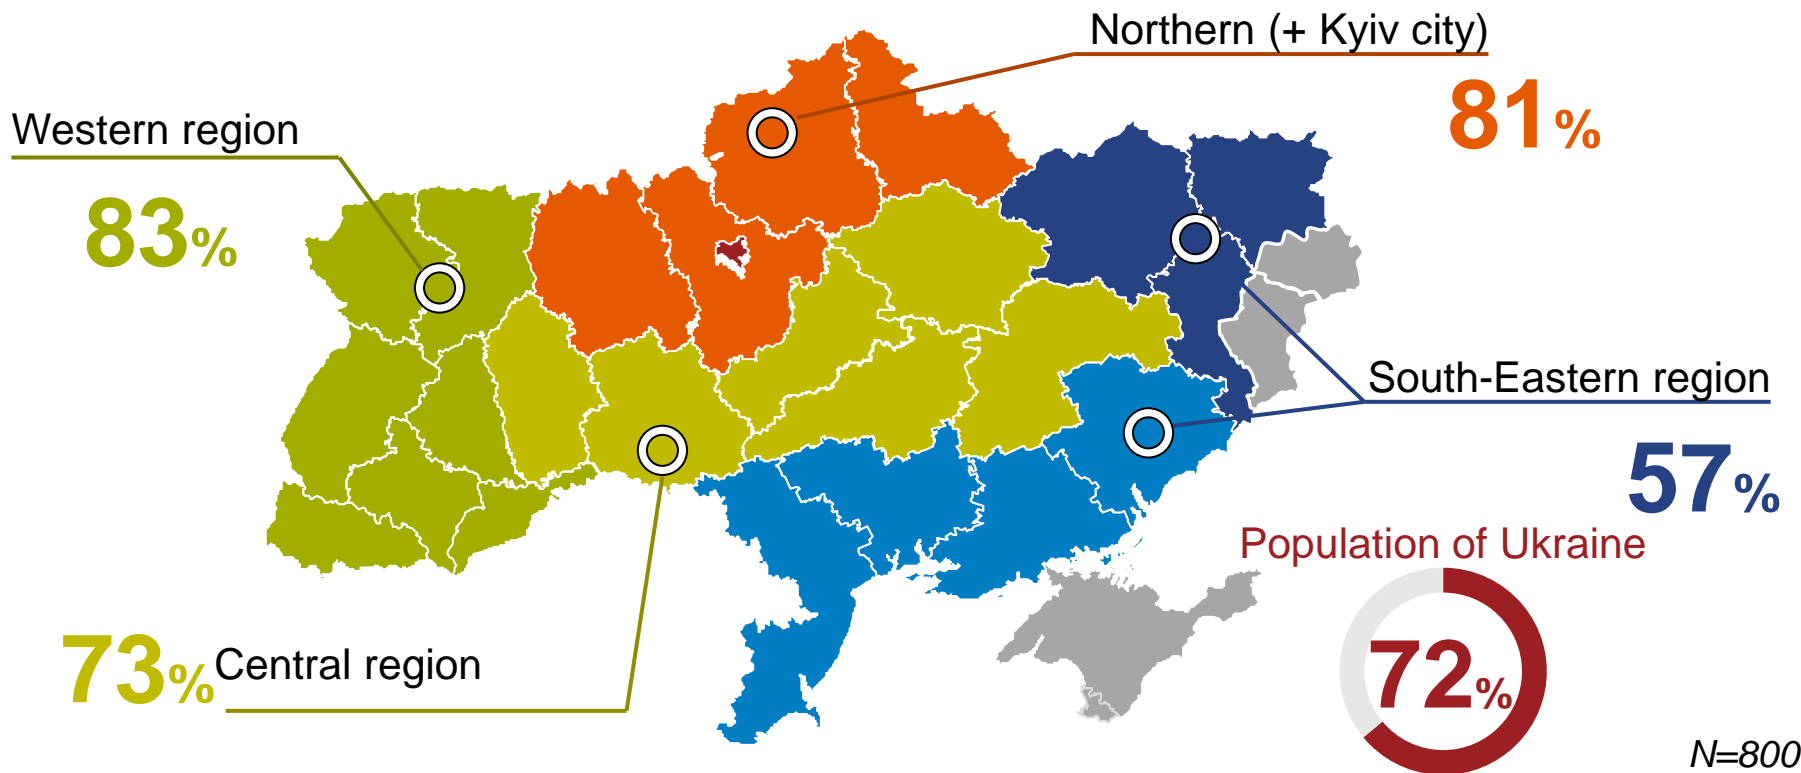 Northern (+ Kyiv city)
81%
Western region
83%
South-Eastern region
57%
Population of Ukraine
72%
73%
Central region
N=800